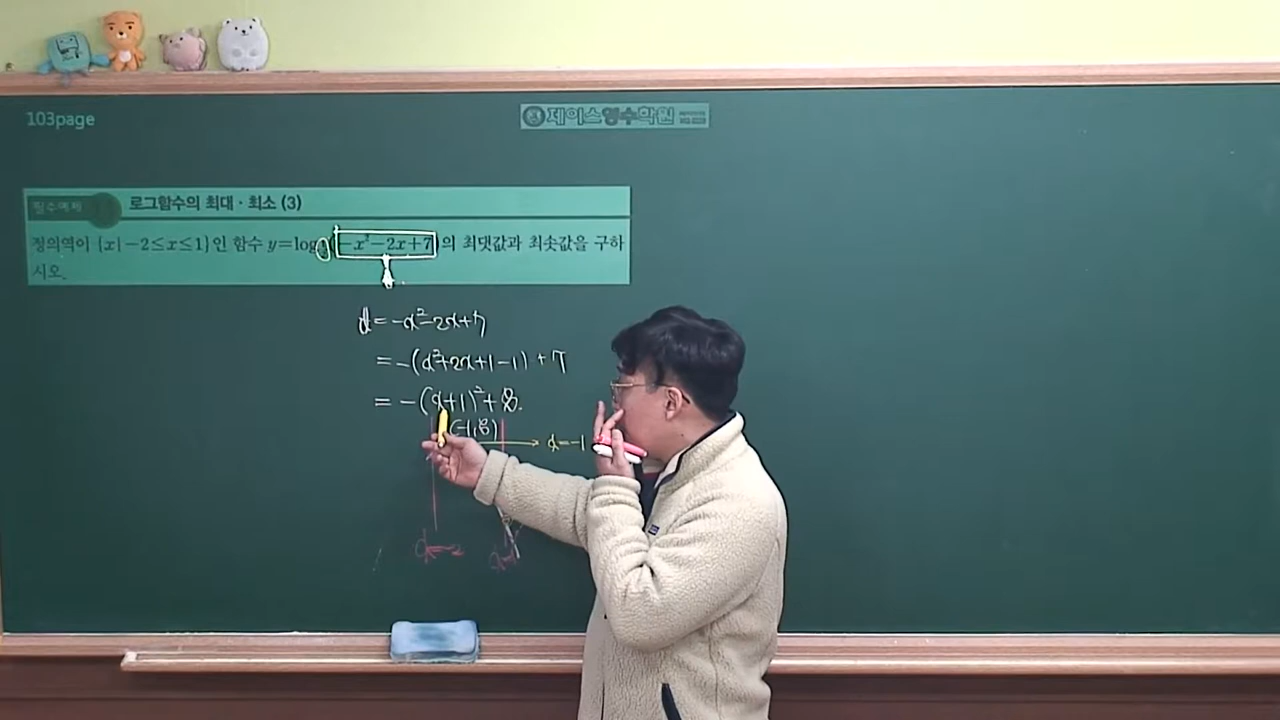 103page
제이스영수학원
필수예제 로그함수의 최대·최소 (3)
정의역이 {x|-2≤x≤1}인 함수 y=log (-x²-2x+7)의 최댓값과 최솟값을 구하
시오.
t=-x²-2x+7
=-(x²+2x+1-1)+7
=-(x+1)²+8.
(-1,8)
x=-1
x=-2
x=1